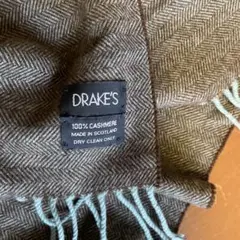 DRAKE'S
100% CASHMERE
MADE IN SCOTLAND
DRY CLEAN ONLY